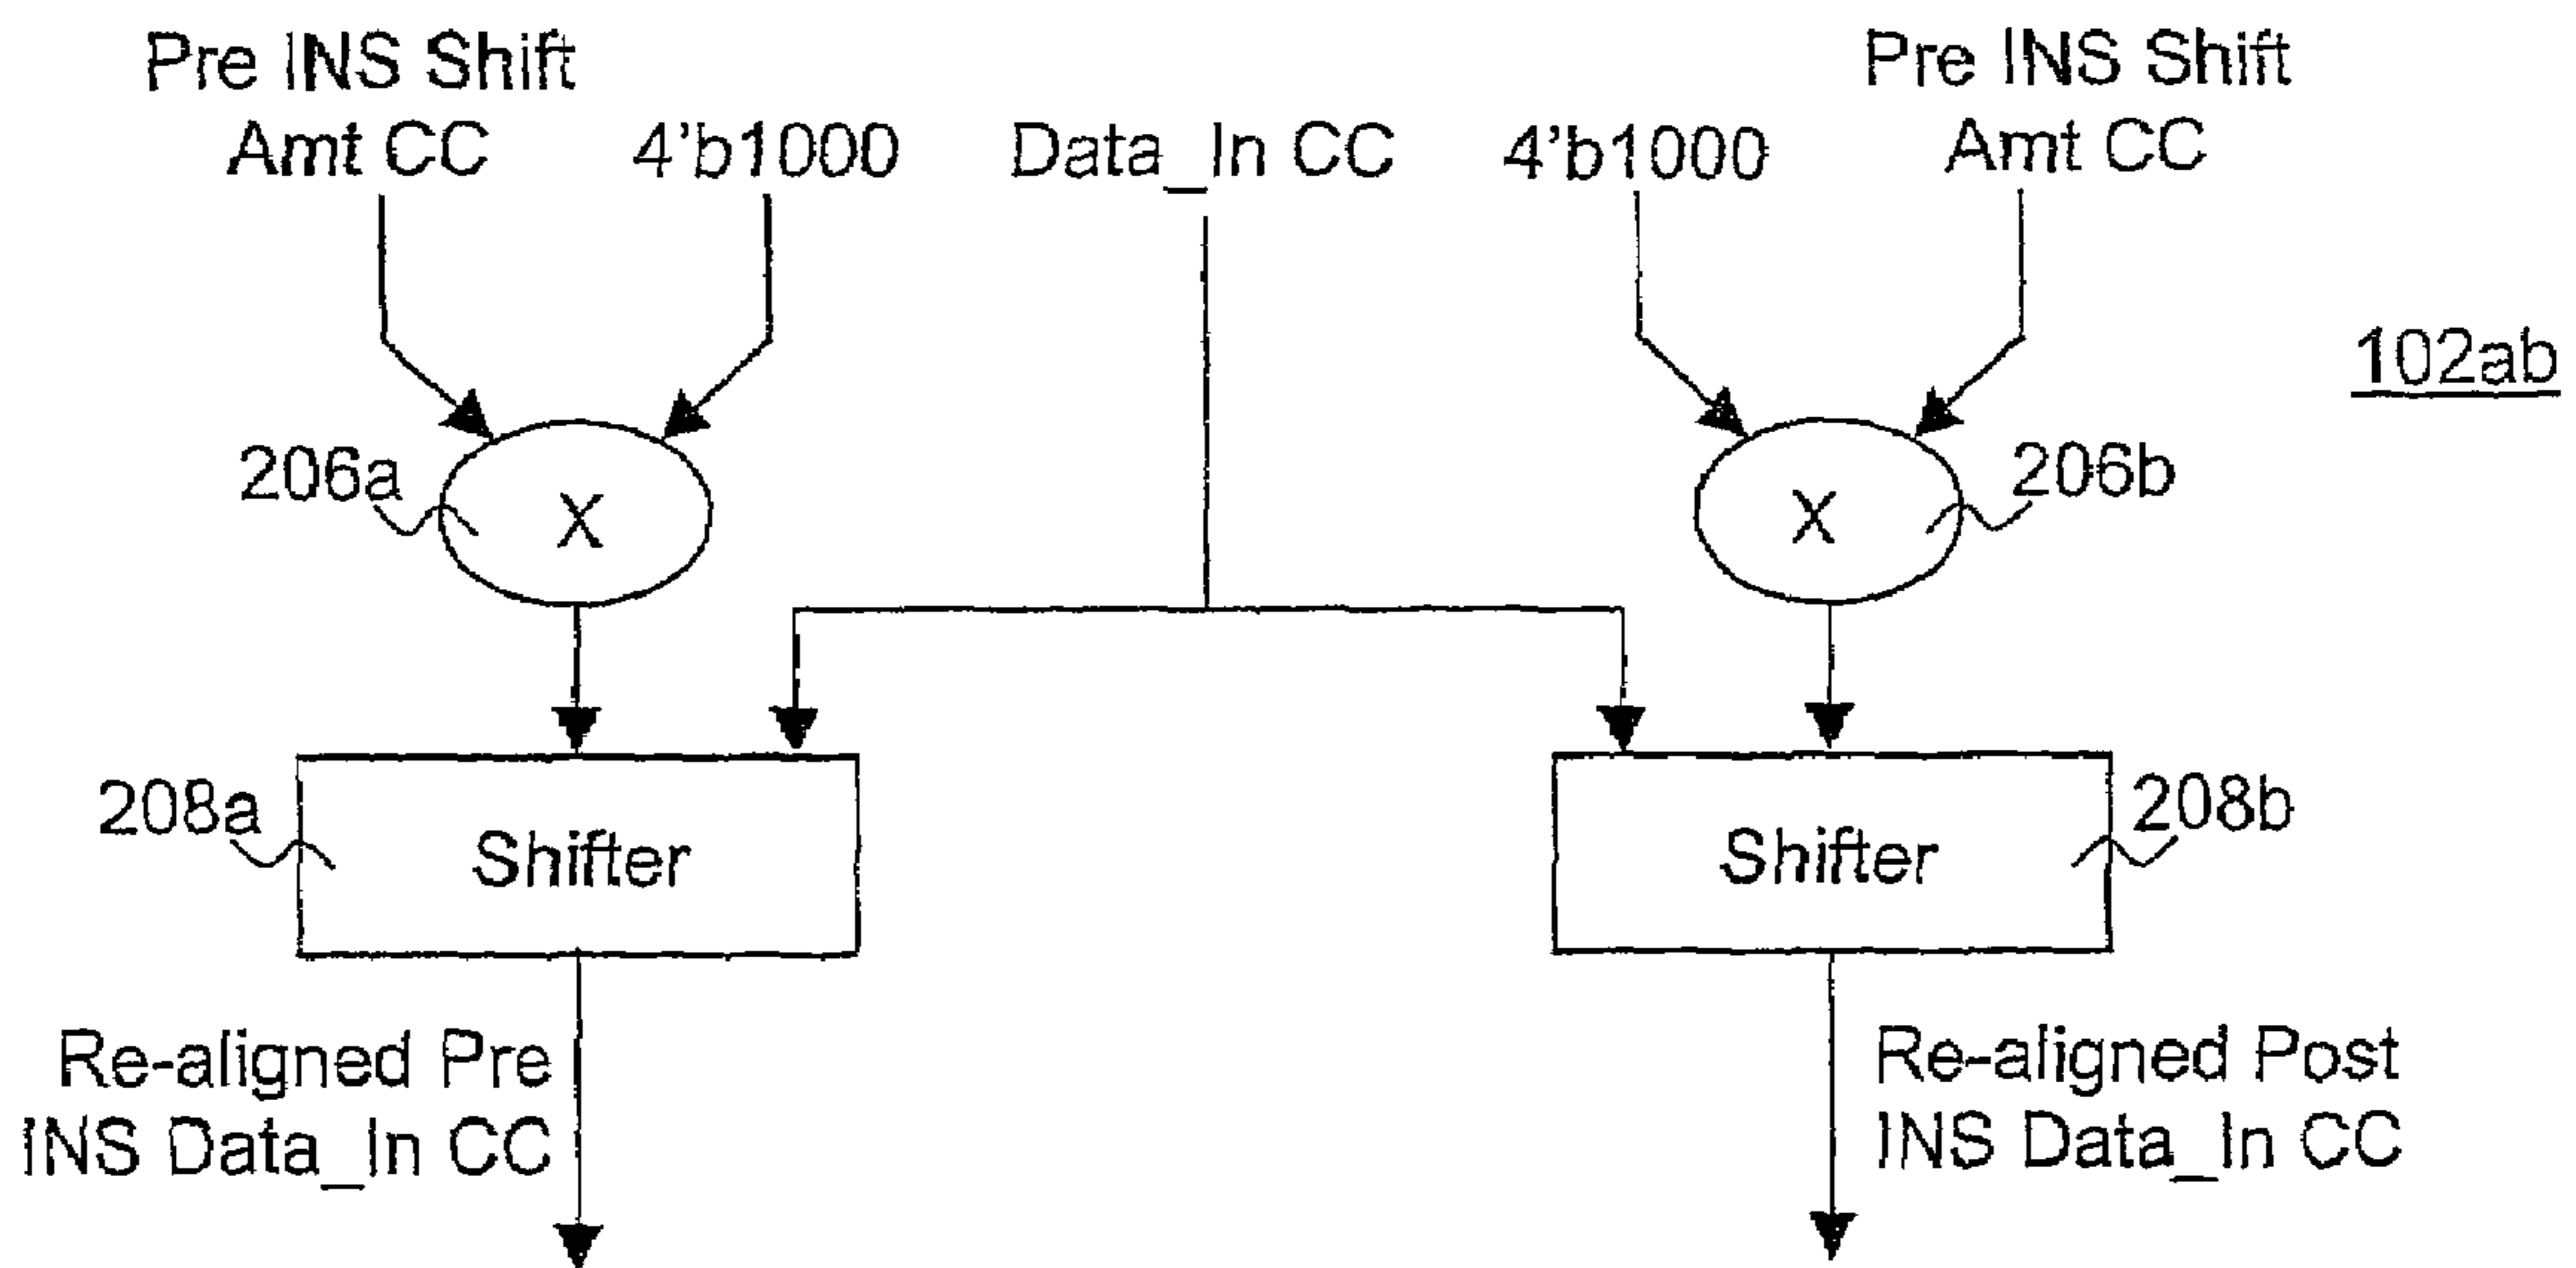 Pre INS Shift
Amt CC
4'b1000
Data_In CC
4'b1000
Pre INS Shift
Amt CC
102ab
206a
X
X
206b
208a
Shifter
Shifter
208b
Re-aligned Pre
INS Data_In CC
Re-aligned Post
INS Data_In CC